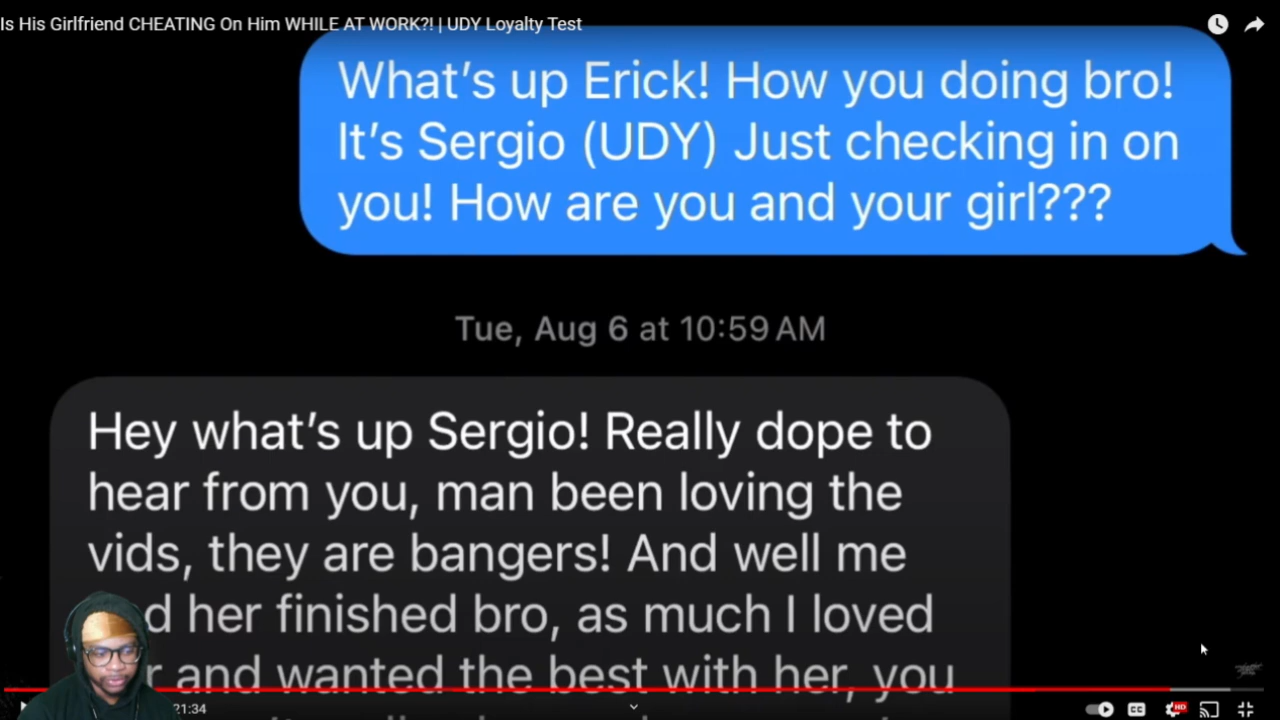 Is His Girlfriend CHEATING On Him WHILE AT WORK?! | UDY Loyalty Test
What's up Erick! How you doing bro!
It's Sergio (UDY) Just checking in on
you! How are you and your girl???
Tue, Aug 6 at 10:59 AM
Hey what's up Sergio! Really dope to
hear from you, man been loving the
vids, they are bangers! And well me
d her finished bro, as much I loved
r and wanted the best with her, you
21:34
CC
HD